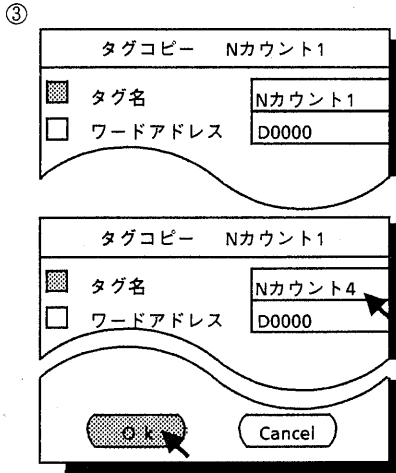 ③
タグコピー Nカウント1
タグ名 Nカウント1
ワードアドレス D0000
タグコピー Nカウント1
タグ名 Nカウント4
ワードアドレス D0000
Ok Cancel